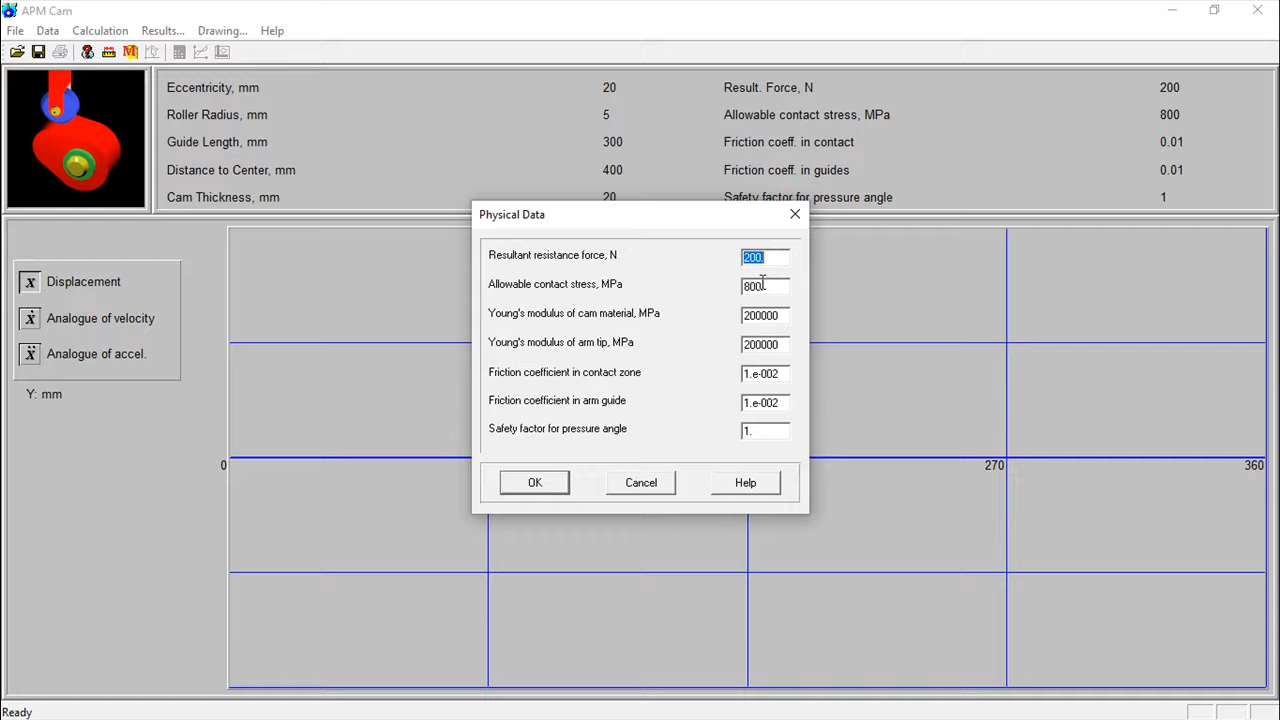 APM Cam
File Data Calculation Results... Drawing... Help
Eccentricity, mm 20 Result. Force, N 200
Roller Radius, mm 5 Allowable contact stress, MPa 800
Guide Length, mm 300 Friction coeff. in contact 0.01
Distance to Center, mm 400 Friction coeff. in guides 0.01
Cam Thickness, mm 20 Safety factor for pressure angle 1
Physical Data
Resultant resistance force, N 200.
Allowable contact stress, MPa 800.
Young's modulus of cam material, MPa 200000
Young's modulus of arm tip, MPa 200000
Friction coefficient in contact zone 1.e-002
Friction coefficient in arm guide 1.e-002
Safety factor for pressure angle 1.
OK Cancel Help
x Displacement
ẋ Analogue of velocity
ẍ Analogue of accel.
Y: mm
0 270 360
Ready